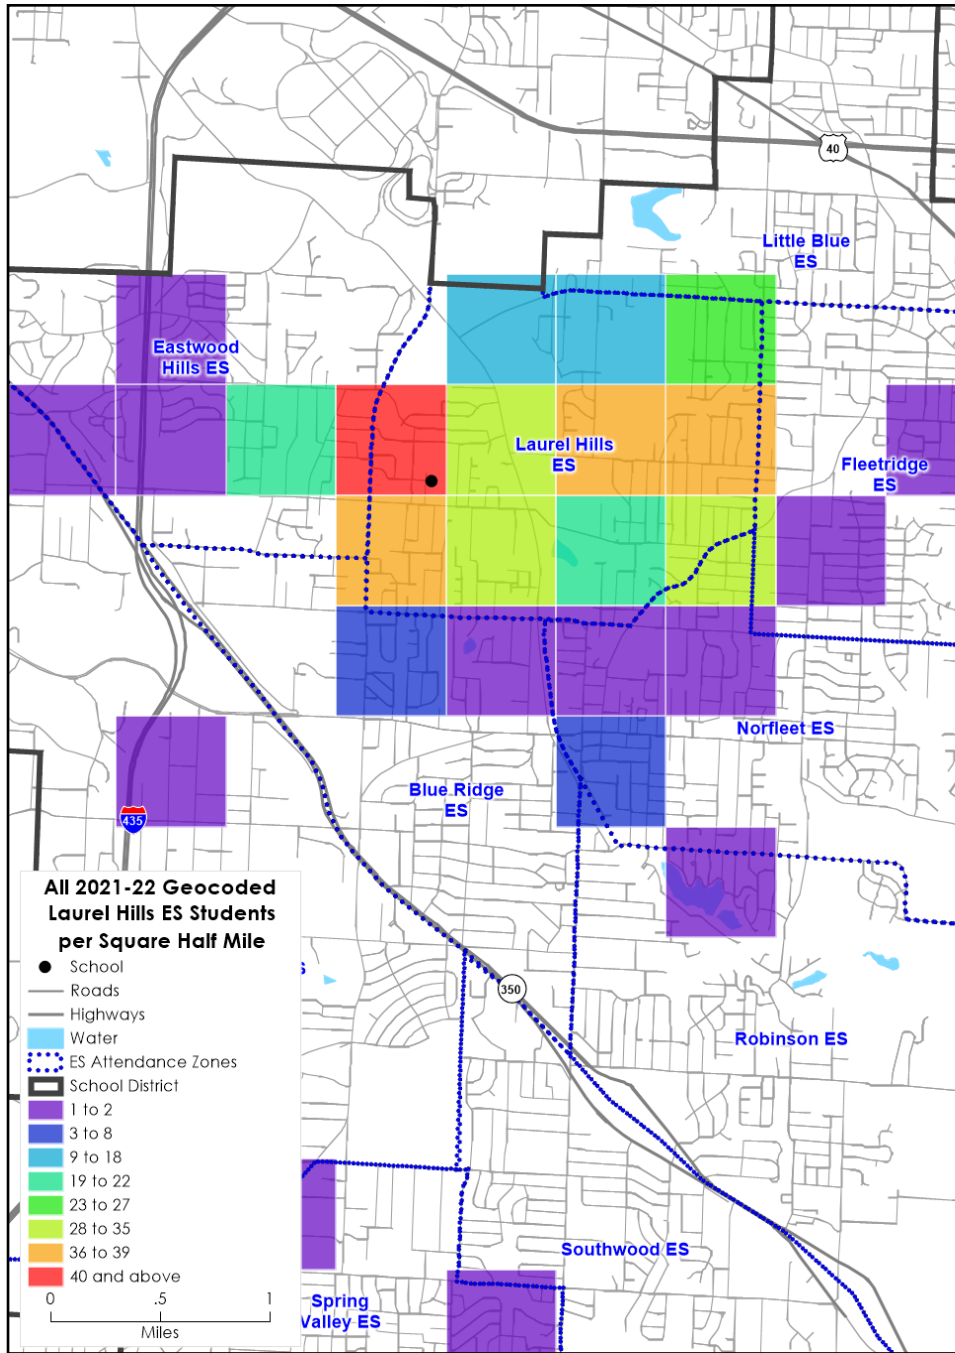 40
Little Blue
ES
Eastwood
Hills ES
Laurel Hills
ES
Fleetridge
ES
Norfleet ES
Blue Ridge
ES
435
All 2021-22 Geocoded
Laurel Hills ES Students
per Square Half Mile
School
Roads
Highways
Water
ES Attendance Zones
School District
1 to 2
3 to 8
9 to 18
19 to 22
23 to 27
28 to 35
36 to 39
40 and above
0 .5 1
Miles
350
Robinson ES
Southwood ES
Spring
Valley ES